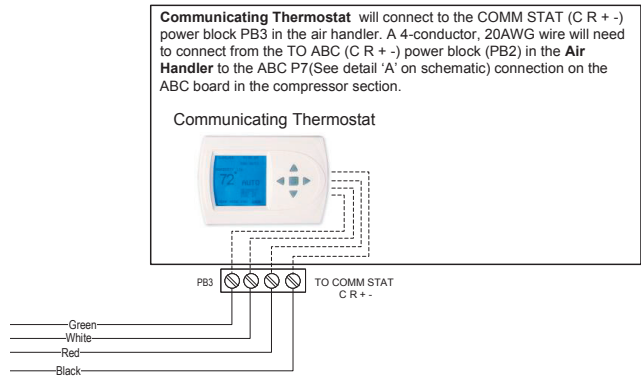 Communicating Thermostat will connect to the COMM STAT (C R + -)
power block PB3 in the air handler. A 4-conductor, 20AWG wire will need
to connect from the TO ABC (C R + -) power block (PB2) in the Air
Handler to the ABC P7(See detail ‘A’ on schematic) connection on the
ABC board in the compressor section.
Communicating Thermostat
72°
PB3
TO COMM STAT
C R + -
Green
White
Red
Black